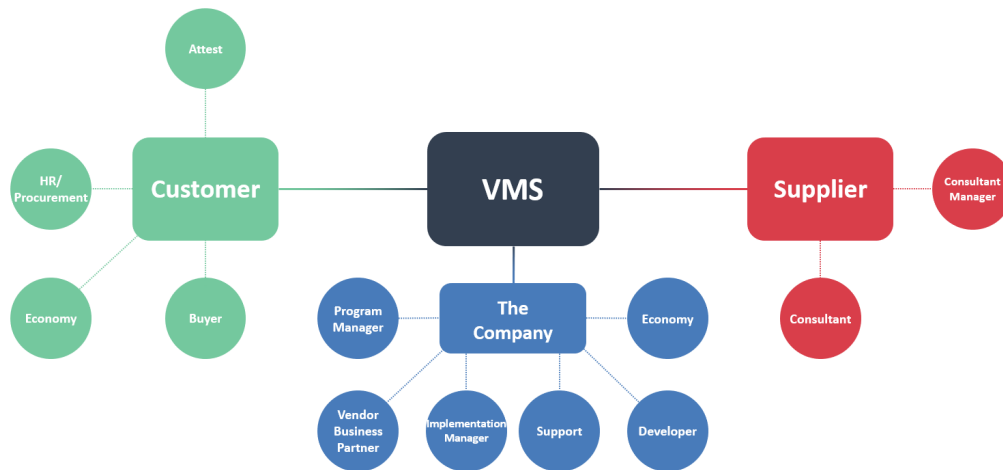 Attest
HR/
Procurement
Customer
VMS
Supplier
Consultant
Manager
Economy
Buyer
Program
Manager
The
Company
Economy
Consultant
Vendor
Business
Partner
Implementation
Manager
Support
Developer